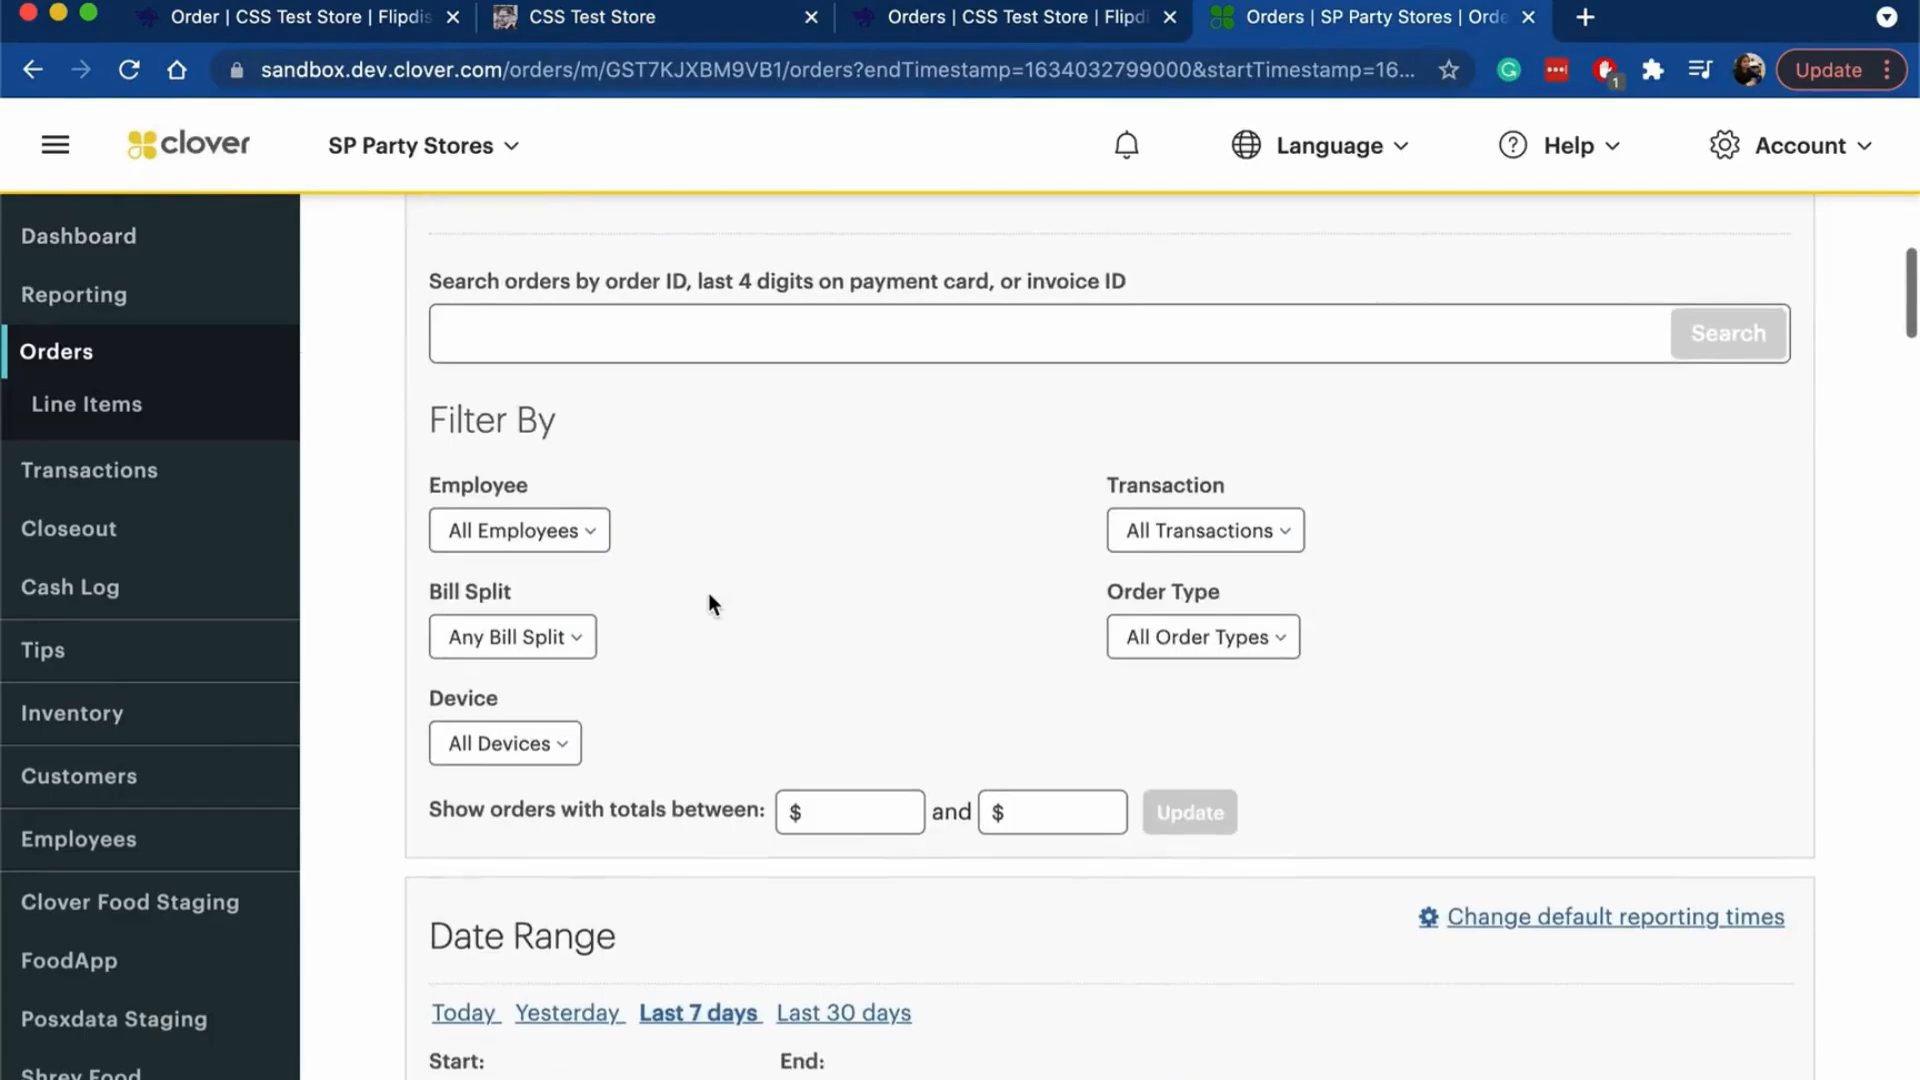 Order | CSS Test Store | Flipdis
CSS Test Store
Orders | CSS Test Store | Flipdi
Orders | SP Party Stores | Orde
sandbox.dev.clover.com/orders/m/GST7KJXBM9VB1/orders?endTimestamp=1634032799000&startTimestamp=16...
1
Update
clover
SP Party Stores
Language
Help
Account
Dashboard
Reporting
Orders
Line Items
Transactions
Closeout
Cash Log
Tips
Inventory
Customers
Employees
Clover Food Staging
FoodApp
Posxdata Staging
Shrey Food
Search orders by order ID, last 4 digits on payment card, or invoice ID
Search
Filter By
Employee
All Employees
Transaction
All Transactions
Bill Split
Any Bill Split
Order Type
All Order Types
Device
All Devices
Show orders with totals between: $ and $ Update
Date Range
Change default reporting times
Today Yesterday Last 7 days Last 30 days
Start: End: